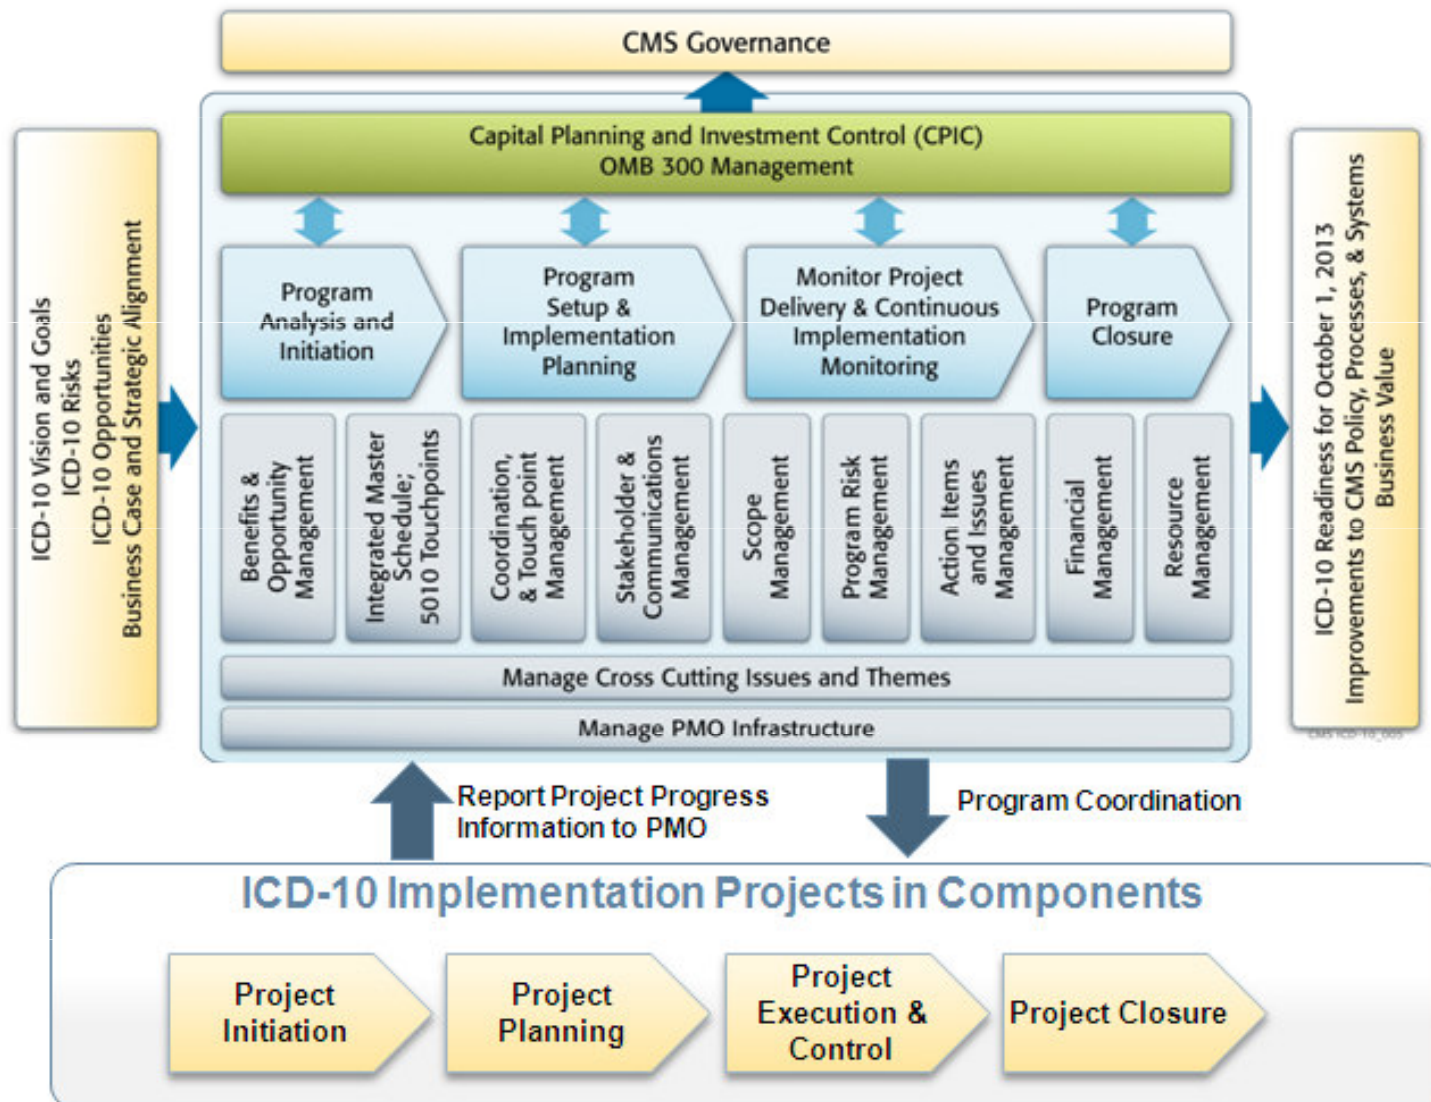 CMS Governance
Capital Planning and Investment Control (CPIC)
OMB 300 Management
ICD-10 Vision and Goals
ICD-10 Risks
ICD-10 Opportunities
Business Case and Strategic Alignment
Program
Analysis and
Initiation
Program
Setup &
Implementation
Planning
Monitor Project
Delivery & Continuous
Implementation
Monitoring
Program
Closure
Benefits &
Opportunity
Management
Integrated Master
Schedule;
5010 Touchpoints
Coordination,
& Touch point
Management
Stakeholder &
Communications
Management
Scope
Management
Program Risk
Management
Action Items
and Issues
Management
Financial
Management
Resource
Management
Manage Cross Cutting Issues and Themes
Manage PMO Infrastructure
ICD-10 Readiness for October 1, 2013
Improvements to CMS Policy, Processes, & Systems
Business Value
CMS ICD-10_005
Report Project Progress
Information to PMO
Program Coordination
ICD-10 Implementation Projects in Components
Project
Initiation
Project
Planning
Project
Execution &
Control
Project Closure